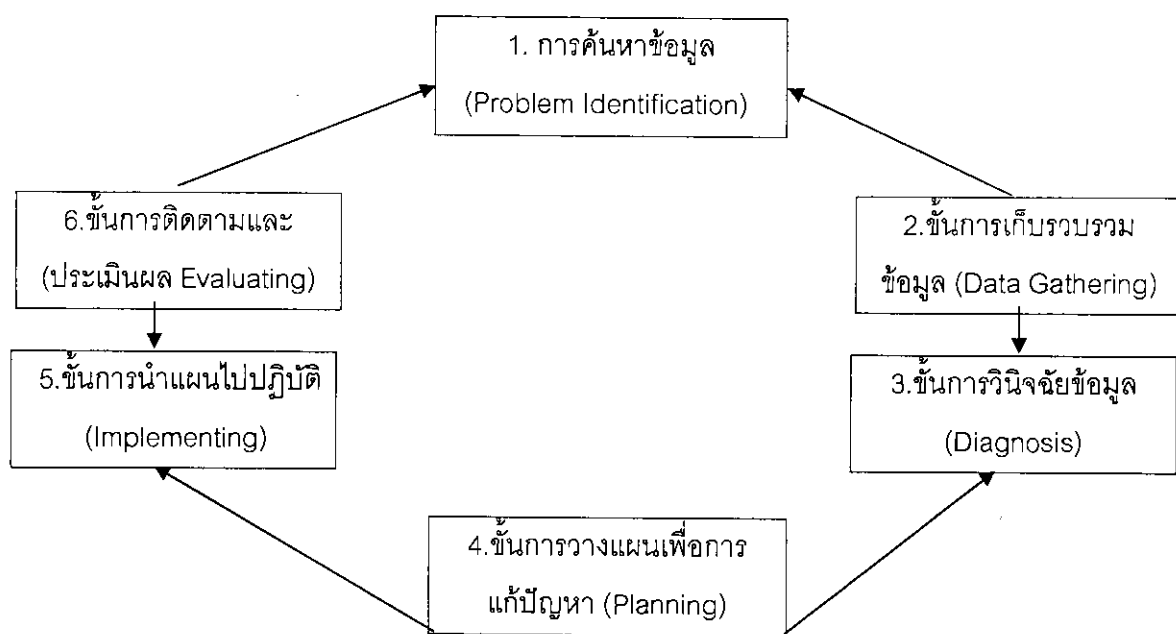 1. การค้นหาข้อมูล
(Problem Identification)
2.ขั้นการเก็บรวบรวม
ข้อมูล (Data Gathering)
3.ขั้นการวินิจฉัยข้อมูล
(Diagnosis)
4.ขั้นการวางแผนเพื่อการ
แก้ปัญหา (Planning)
5.ขั้นการนำแผนไปปฏิบัติ
(Implementing)
6.ขั้นการติดตามและ
(ประเมินผล Evaluating)